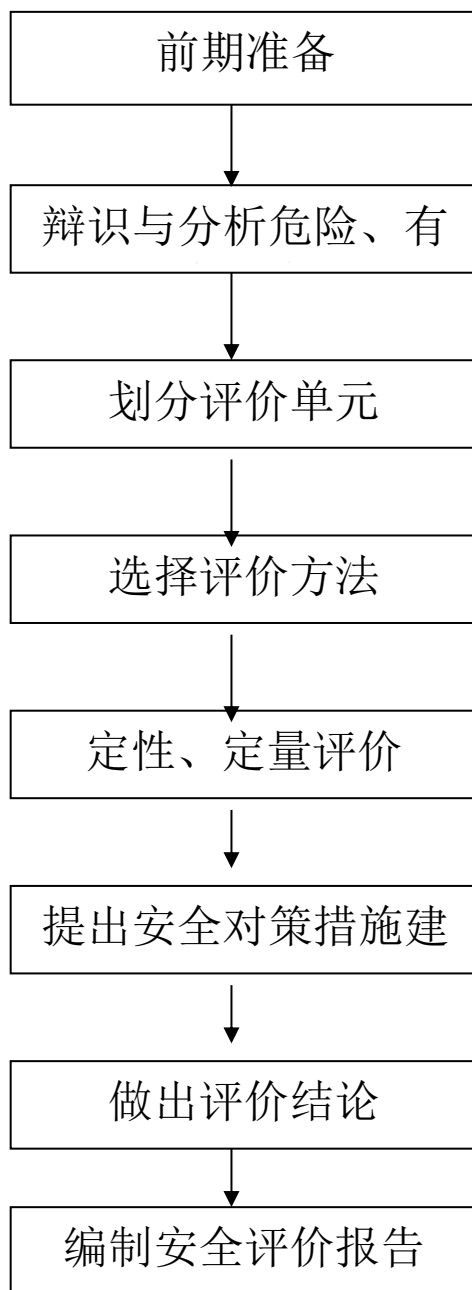 前期准备
辩识与分析危险、有
划分评价单元
选择评价方法
定性、定量评价
提出安全对策措施建
做出评价结论
编制安全评价报告